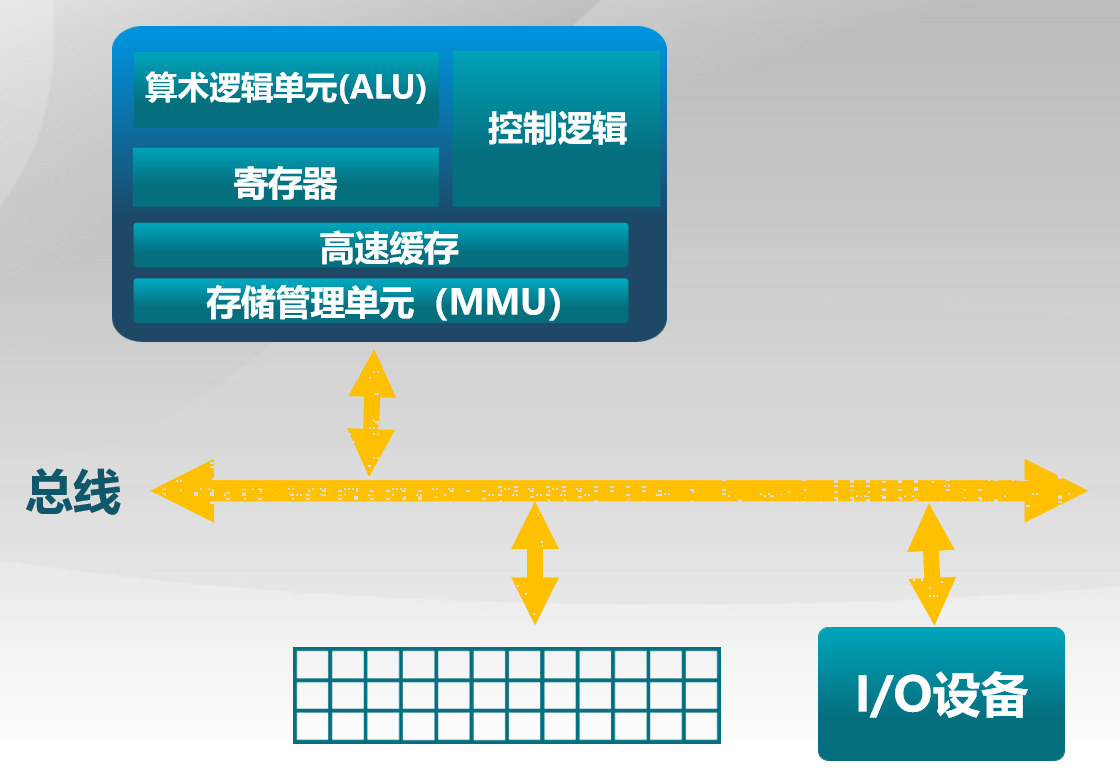 算术逻辑单元(ALU)
控制逻辑
寄存器
高速缓存
存储管理单元（MMU）
总线
I/O设备